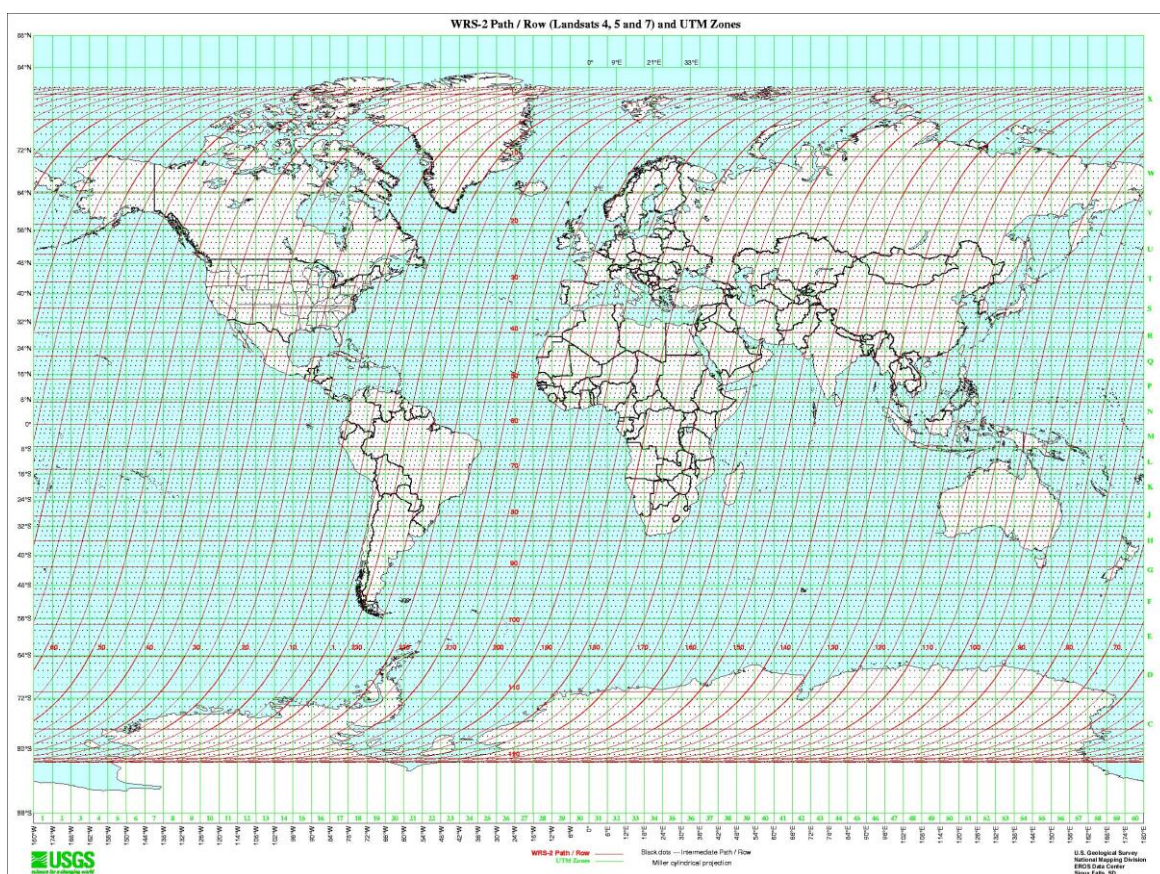 WRS-2 Path / Row (Landsats 4, 5 and 7) and UTM Zones
88°N
84°N
0° 9°E 21°E 33°E
X
72°N
W
64°N
V
20
56°N
U
48°N
T
30
40°N
S
32°N
40
R
24°N
Q
16°N
50
P
8°N
N
0°
60
M
8°S
L
16°S
70
K
24°S
80
J
32°S
H
40°S
90
G
48°S
F
56°S
100
E
60 50 40 30 20 10 1 230 220 210 200 190 180 170 160 150 140 130 120 110 100 90 80 70
64°S
D
110
72°S
C
80°S
120
88°S
1 2 3 4 5 6 7 8 9 10 11 12 13 14 15 16 17 18 19 20 21 22 23 24 25 26 27 28 29 30 31 32 33 34 35 36 37 38 39 40 41 42 43 44 45 46 47 48 49 50 51 52 53 54 55 56 57 58 59 60
USGS
science for a changing world
WRS-2 Path / Row
UTM Zones
Black dots — Intermediate Path / Row
Miller cylindrical projection
U.S. Geological Survey
National Mapping Division
EROS Data Center
Sioux Falls, SD